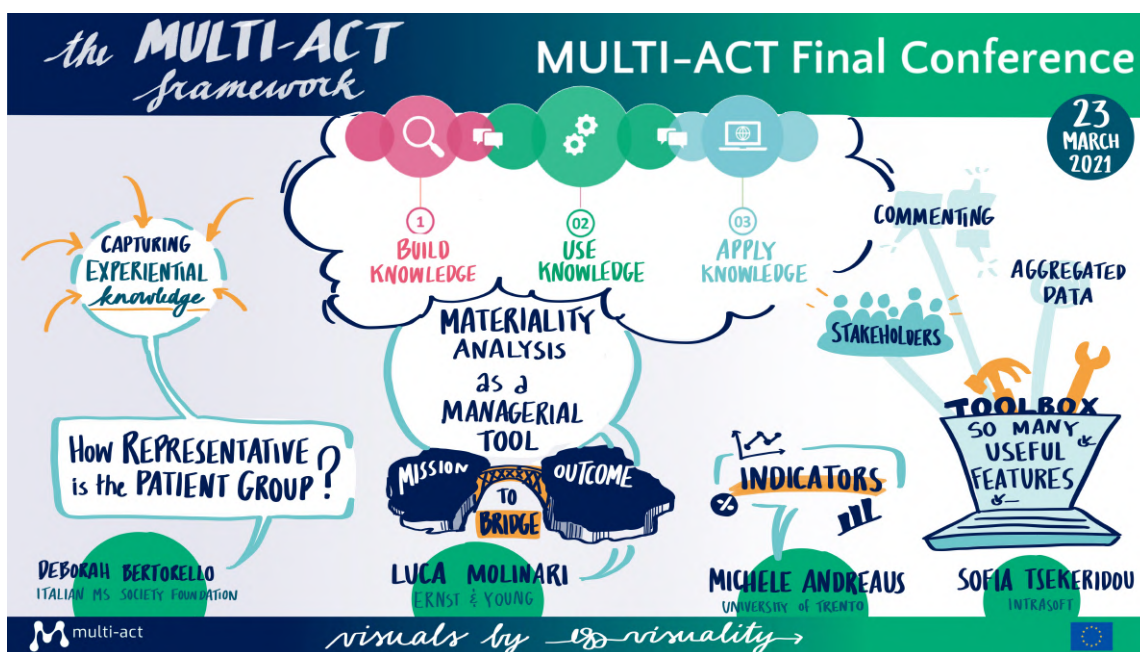 the MULTI-ACT
framework
MULTI-ACT Final Conference
23
MARCH
2021
1
BUILD
KNOWLEDGE
02
USE
KNOWLEDGE
03
APPLY
KNOWLEDGE
CAPTURING
EXPERIENTIAL
knowledge
HOW REPRESENTATIVE
is the PATIENT GROUP?
DEBORAH BERTORELLO
ITALIAN MS SOCIETY FOUNDATION
MATERIALITY
ANALYSIS
as a
MANAGERIAL
TOOL
MISSION
TO
BRIDGE
OUTCOME
LUCA MOLINARI
ERNST & YOUNG
INDICATORS
%
MICHELE ANDREAUS
UNIVERSITY OF TRENTO
COMMENTING
AGGREGATED
DATA
STAKEHOLDERS
TOOLBOX
SO MANY
USEFUL
FEATURES
SOFIA TSEKERIDOU
INTRASOFT
multi-act
visuals by visuality